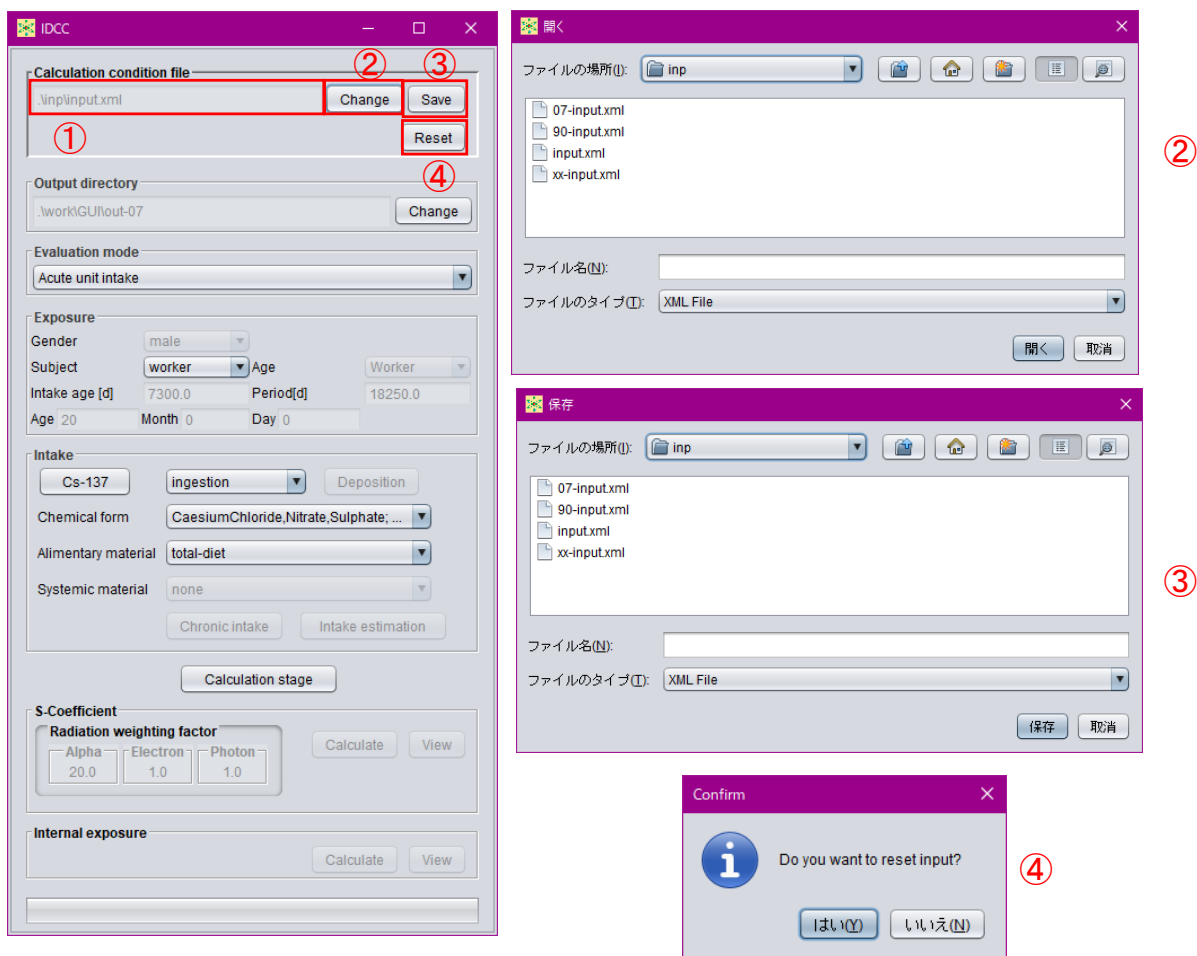 IDCC
② ③
Calculation condition file
.\inp\input.xml Change Save
① Reset
④
Output directory
.\work\GUI\out-07 Change
Evaluation mode
Acute unit intake
Exposure
Gender male
Subject worker Age Worker
Intake age [d] 7300.0 Period[d] 18250.0
Age 20 Month 0 Day 0
Intake
Cs-137 ingestion Deposition
Chemical form CaesiumChloride,Nitrate,Sulphate; ...
Alimentary material total-diet
Systemic material none
Chronic intake Intake estimation
Calculation stage
S-Coefficient
Radiation weighting factor
Alpha Electron Photon Calculate View
20.0 1.0 1.0
Internal exposure
Calculate View
開く
ファイルの場所(I): inp
07-input.xml
90-input.xml
input.xml
xx-input.xml
②
ファイル名(N):
ファイルのタイプ(T): XML File
開く 取消
保存
ファイルの場所(I): inp
07-input.xml
90-input.xml
input.xml
xx-input.xml
③
ファイル名(N):
ファイルのタイプ(T): XML File
保存 取消
Confirm
Do you want to reset input?
④
はい(Y) いいえ(N)